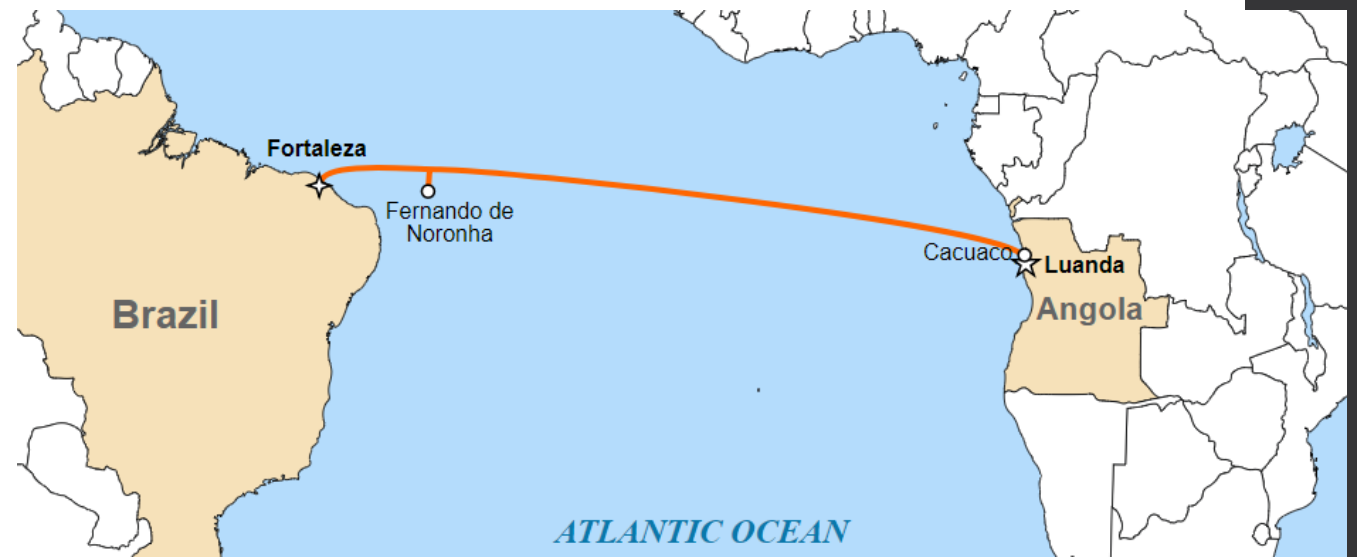 Fortaleza
Fernando de
Noronha
Cacuaco
Luanda
Brazil
Angola
ATLANTIC OCEAN